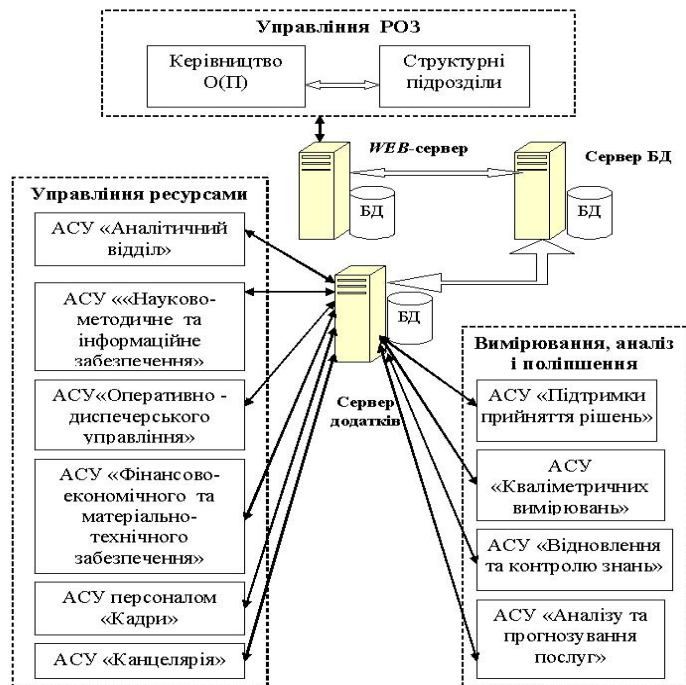 Управління РОЗ
Керівництво
О(П)
Структурні
підрозділи
WEB-сервер
Сервер БД
БД
БД
Управління ресурсами
АСУ «Аналітичний
відділ»
АСУ ««Науково-
методичне та
інформаційне
забезпечення»
АСУ«Оперативно -
диспечерського
управління»
АСУ «Фінансово-
економічного та
матеріально-
технічного
забезпечення»
АСУ персоналом
«Кадри»
АСУ «Канцелярія»
БД
Сервер
додатків
Вимірювання, аналіз
і поліпшення
АСУ «Підтримки
прийняття рішень»
АСУ
«Кваліметричних
вимірювань»
АСУ «Відновлення
та контролю знань»
АСУ «Аналізу та
прогнозування
послуг»